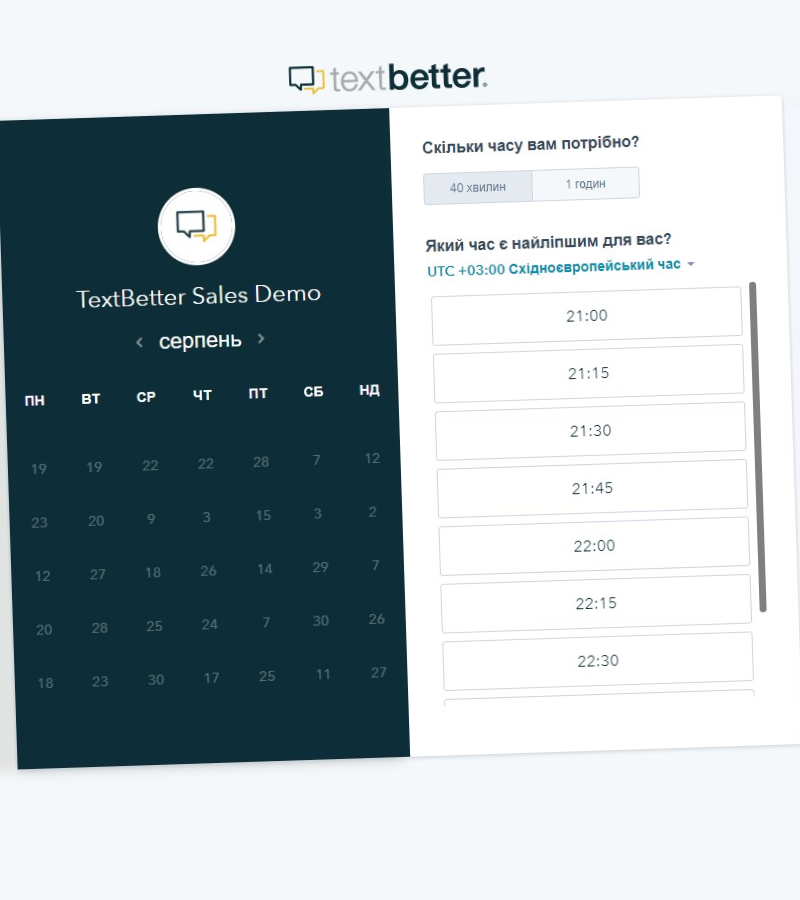 textbetter.
TextBetter Sales Demo
серпень
ПН ВТ СР ЧТ ПТ СБ НД
19 19 22 22 28 7 12
23 20 9 3 15 3 2
12 27 18 26 14 29 7
20 28 25 24 7 30 26
18 23 30 17 25 11 27
Скільки часу вам потрібно?
40 хвилин 1 годин
Який час є найліпшим для вас?
UTC +03:00 Східноєвропейський час
21:00
21:15
21:30
21:45
22:00
22:15
22:30